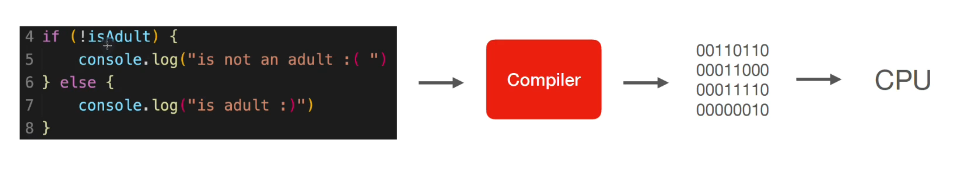 4 if (!isAdult) {
5 console.log("is not an adult :( ")
6 } else {
7 console.log("is adult :)")
8 }
Compiler
00110110
00011000
00011110
00000010
CPU